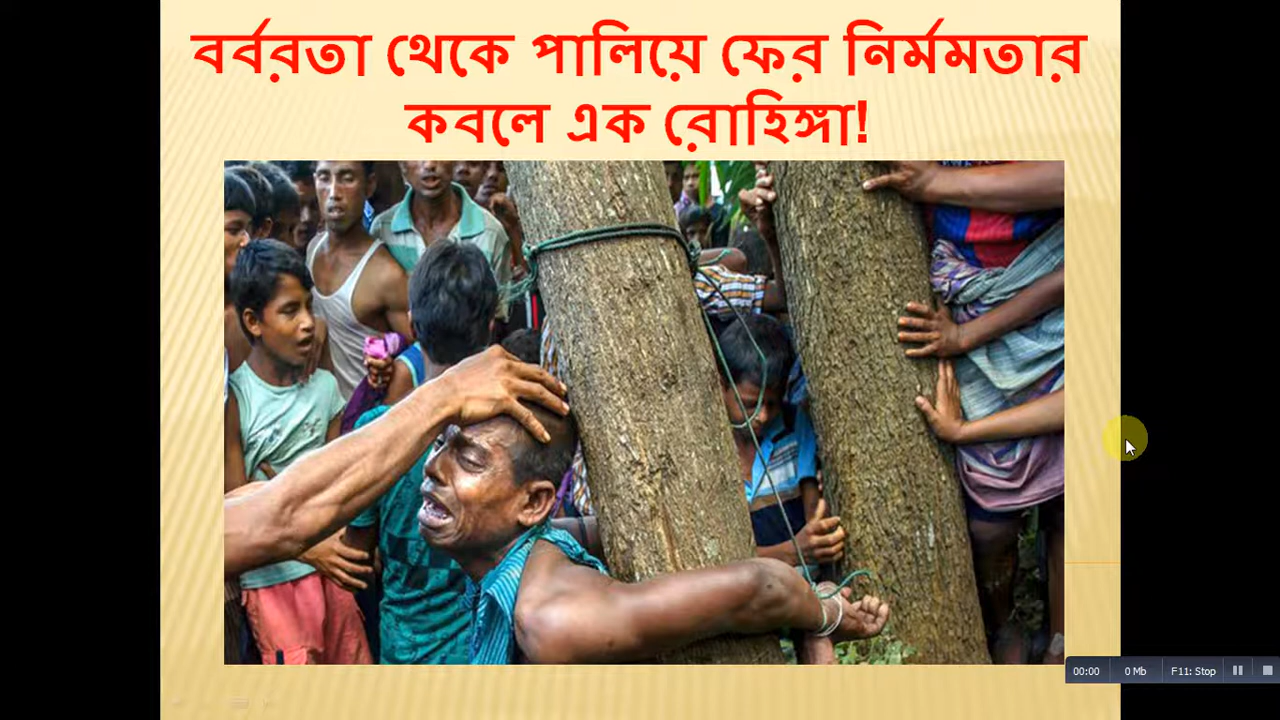 বর্বরতা থেকে পালিয়ে ফের নির্মমতার
কবলে এক রোহিঙ্গা!
00:00 0 Mb F11: Stop